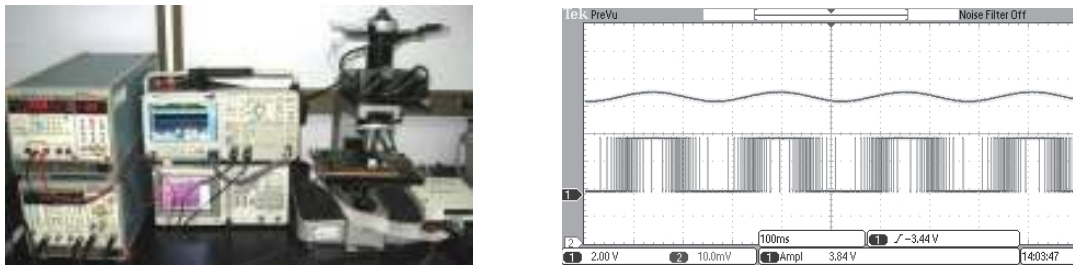 Tek PreVu Noise Filter Off
1
2
100ms 1 ∫ -3.44 V
1 2.00 V 2 10.0mV 1 Ampl 3.84 V 14:03:47